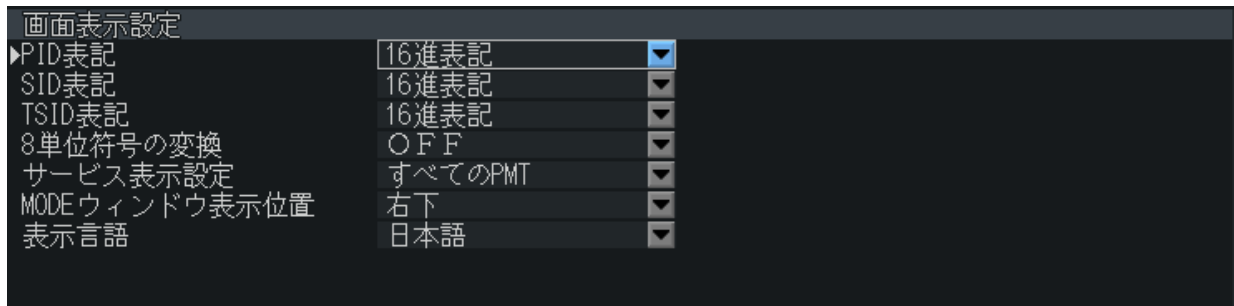 画面表示設定
PID表記 16進表記
SID表記 16進表記
TSID表記 16進表記
8単位符号の変換 ＯＦＦ
サービス表示設定 すべてのPMT
MODEウィンドウ表示位置 右下
表示言語 日本語